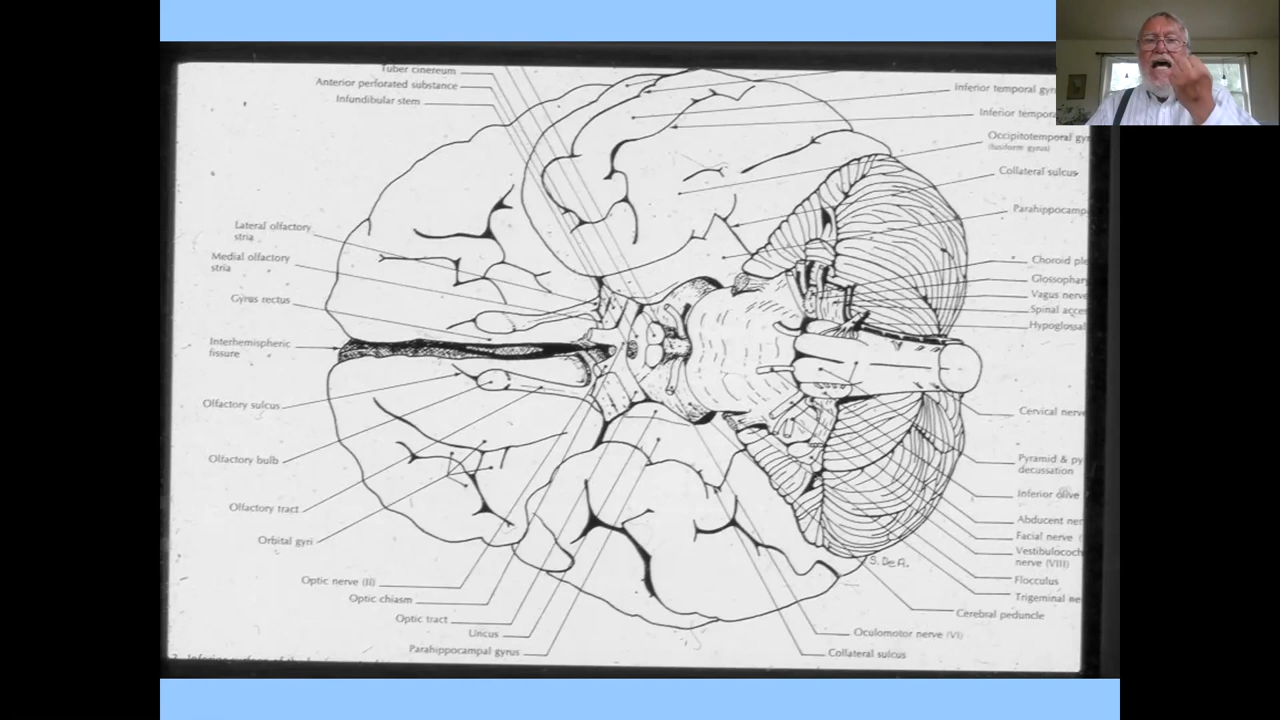 Tuber cinereum
Anterior perforated substance
Infundibular stem
Lateral olfactory
stria
Medial olfactory
stria
Gyrus rectus
Interhemispheric
fissure
Olfactory sulcus
Olfactory bulb
Olfactory tract
Orbital gyri
Optic nerve (II)
Optic chiasm
Optic tract
Uncus
Parahippocampal gyrus
Inferior temporal gyr
Inferior tempora
Occipitotemporal gyr
(fusiform gyrus)
Collateral sulcus
Parahippocamp
Choroid ple
Glossophar
Vagus nerve
Spinal acce
Hypoglossal
Cervical nerve
Pyramid & py
decussation
Inferior olive
Abducent ner
Facial nerve (
Vestibulococh
nerve (VIII)
Flocculus
Trigeminal ne
Cerebral peduncle
Oculomotor nerve (VI)
Collateral sulcus
S. De A.